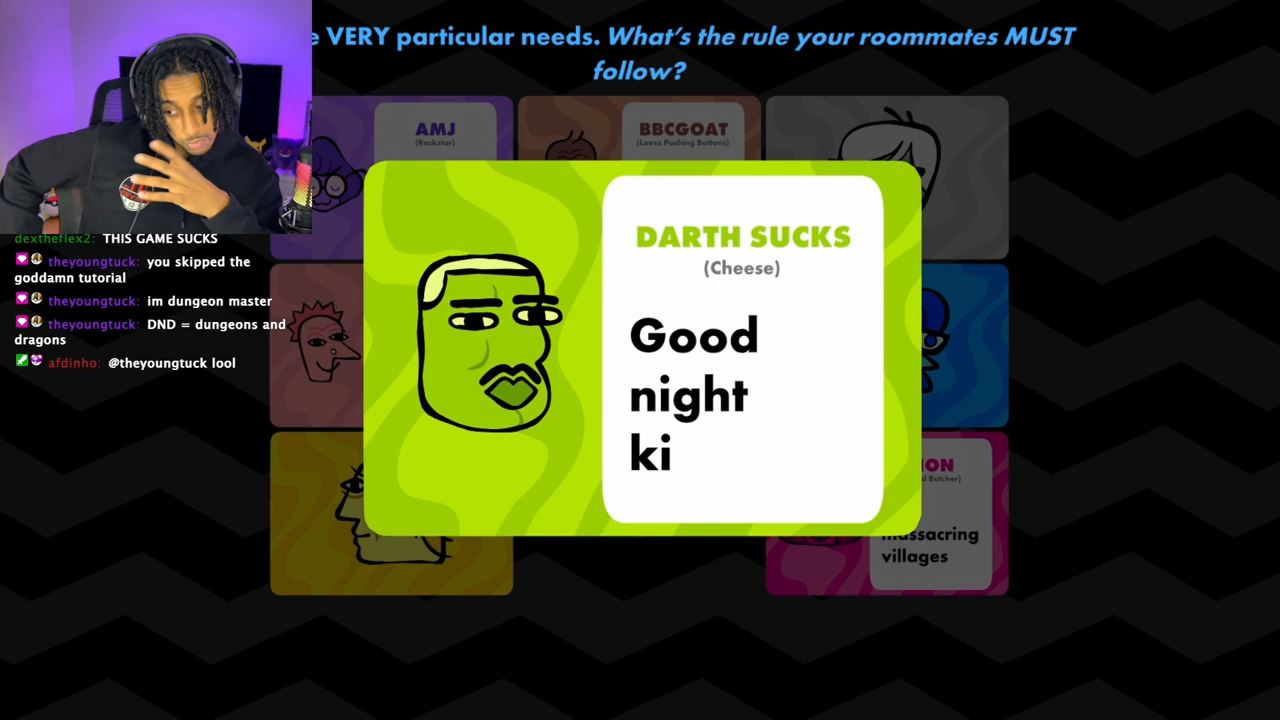 e VERY particular needs. What's the rule your roommates MUST
follow?
AMJ
(Rockstar)
BBCGOAT
(Loves Pushing Buttons)
DARTH SUCKS
(Cheese)
Good
night
ki
dextheflex2: THIS GAME SUCKS
theyoungtuck: you skipped the
goddamn tutorial
theyoungtuck: im dungeon master
theyoungtuck: DND = dungeons and
dragons
afdinho: @theyoungtuck lool
ION
d Butcher)
massacring
villages